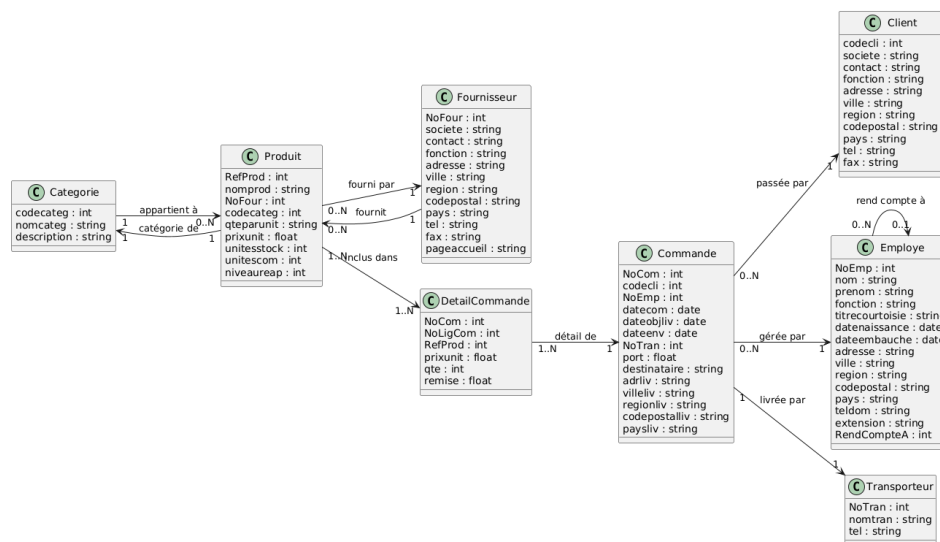 C Categorie
codecateg : int
nomcateg : string
description : string
appartient à
1
0..N
catégorie de
1
1
C Produit
RefProd : int
nomprod : string
NoFour : int
codecateg : int
qteparunit : string
prixunit : float
unitesstock : int
unitescom : int
niveaureap : int
fourni par
0..N
1
fournit
1
0..N
C Fournisseur
NoFour : int
societe : string
contact : string
fonction : string
adresse : string
ville : string
region : string
codepostal : string
pays : string
tel : string
fax : string
pageaccueil : string
inclus dans
1..N
1..N
C DetailCommande
NoCom : int
NoLigCom : int
RefProd : int
prixunit : float
qte : int
remise : float
détail de
1..N
1
C Commande
NoCom : int
codecli : int
NoEmp : int
datecom : date
dateobjliv : date
dateenv : date
NoTran : int
port : float
destinataire : string
adrliv : string
villeliv : string
regionliv : string
codepostalliv : string
paysliv : string
passée par
0..N
1
C Client
codecli : int
societe : string
contact : string
fonction : string
adresse : string
ville : string
region : string
codepostal : string
pays : string
tel : string
fax : string
rend compte à
0..N
0..1
gérée par
0..N
1
C Employe
NoEmp : int
nom : string
prenom : string
fonction : string
titrecourtoisie : strin
datenaissance : date
dateembauche : dat
adresse : string
ville : string
region : string
codepostal : string
pays : string
teldom : string
extension : string
RendCompteA : int
livrée par
1
1
C Transporteur
NoTran : int
nomtran : string
tel : string